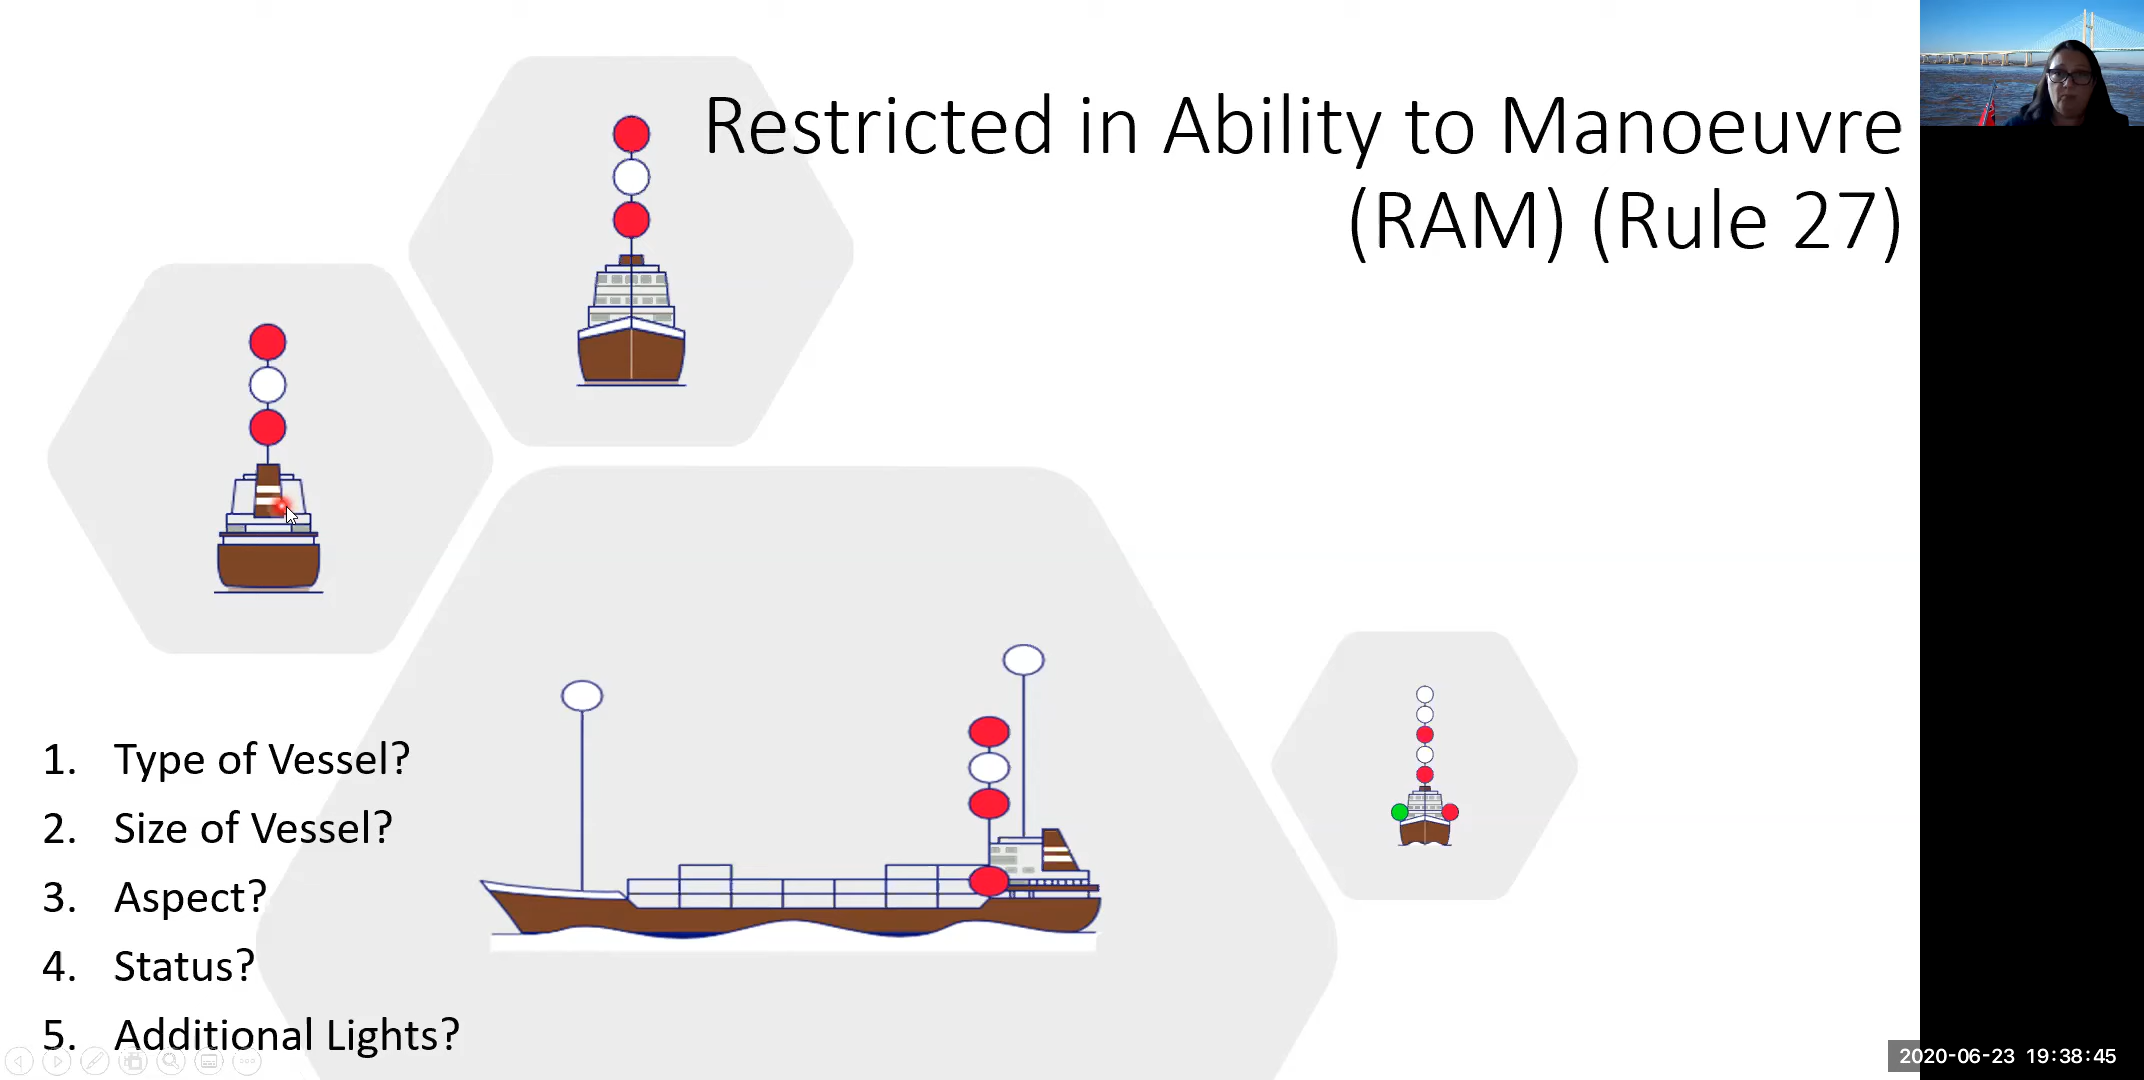 Restricted in Ability to Manoeuvre
(RAM) (Rule 27)
1. Type of Vessel?
2. Size of Vessel?
3. Aspect?
4. Status?
5. Additional Lights?
2020-06-23 19:38:45